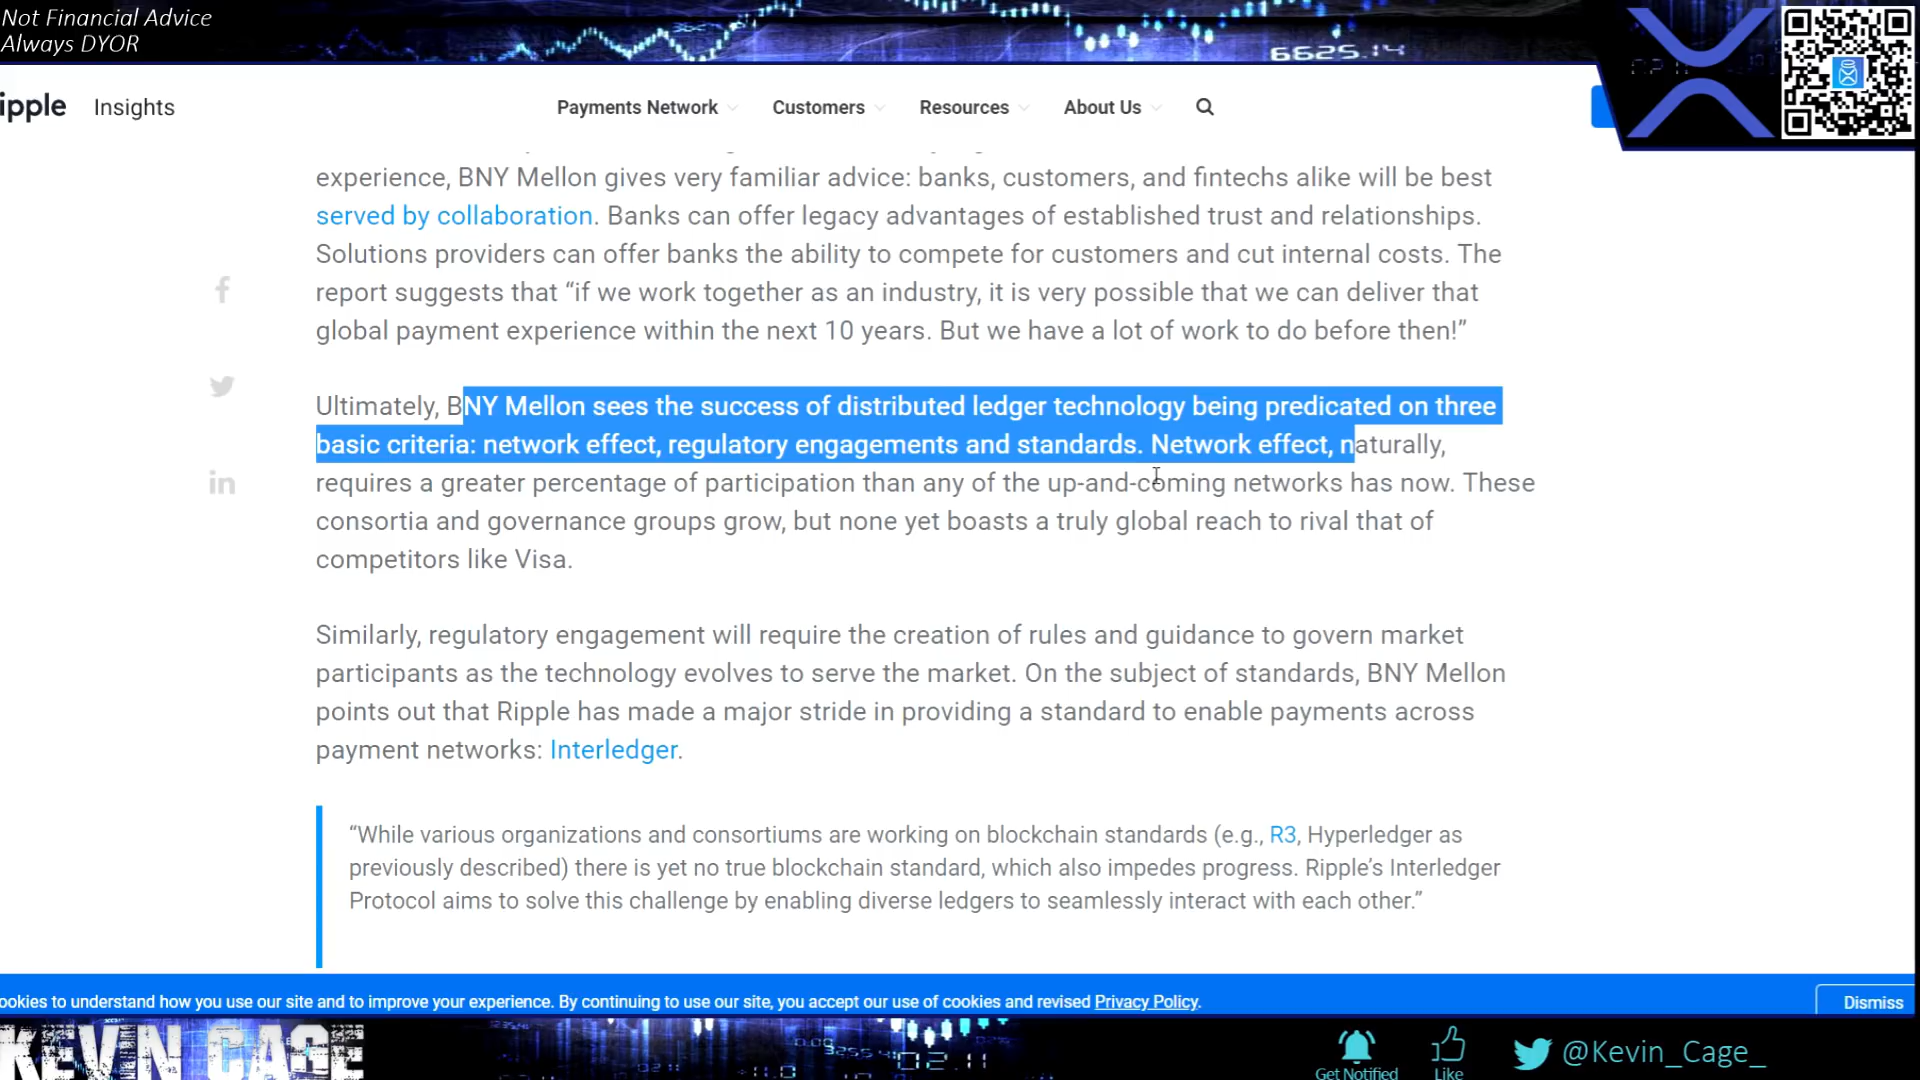 Not Financial Advice
Always DYOR
6625.14
ipple Insights Payments Network Customers Resources About Us
experience, BNY Mellon gives very familiar advice: banks, customers, and fintechs alike will be best
served by collaboration. Banks can offer legacy advantages of established trust and relationships.
Solutions providers can offer banks the ability to compete for customers and cut internal costs. The
report suggests that “if we work together as an industry, it is very possible that we can deliver that
global payment experience within the next 10 years. But we have a lot of work to do before then!”
Ultimately, BNY Mellon sees the success of distributed ledger technology being predicated on three
basic criteria: network effect, regulatory engagements and standards. Network effect, naturally,
requires a greater percentage of participation than any of the up-and-coming networks has now. These
consortia and governance groups grow, but none yet boasts a truly global reach to rival that of
competitors like Visa.
Similarly, regulatory engagement will require the creation of rules and guidance to govern market
participants as the technology evolves to serve the market. On the subject of standards, BNY Mellon
points out that Ripple has made a major stride in providing a standard to enable payments across
payment networks: Interledger.
“While various organizations and consortiums are working on blockchain standards (e.g., R3, Hyperledger as
previously described) there is yet no true blockchain standard, which also impedes progress. Ripple’s Interledger
Protocol aims to solve this challenge by enabling diverse ledgers to seamlessly interact with each other.”
ookies to understand how you use our site and to improve your experience. By continuing to use our site, you accept our use of cookies and revised Privacy Policy. Dismiss
KEVIN CAGE
02.11
Get Notified Like @Kevin_Cage_